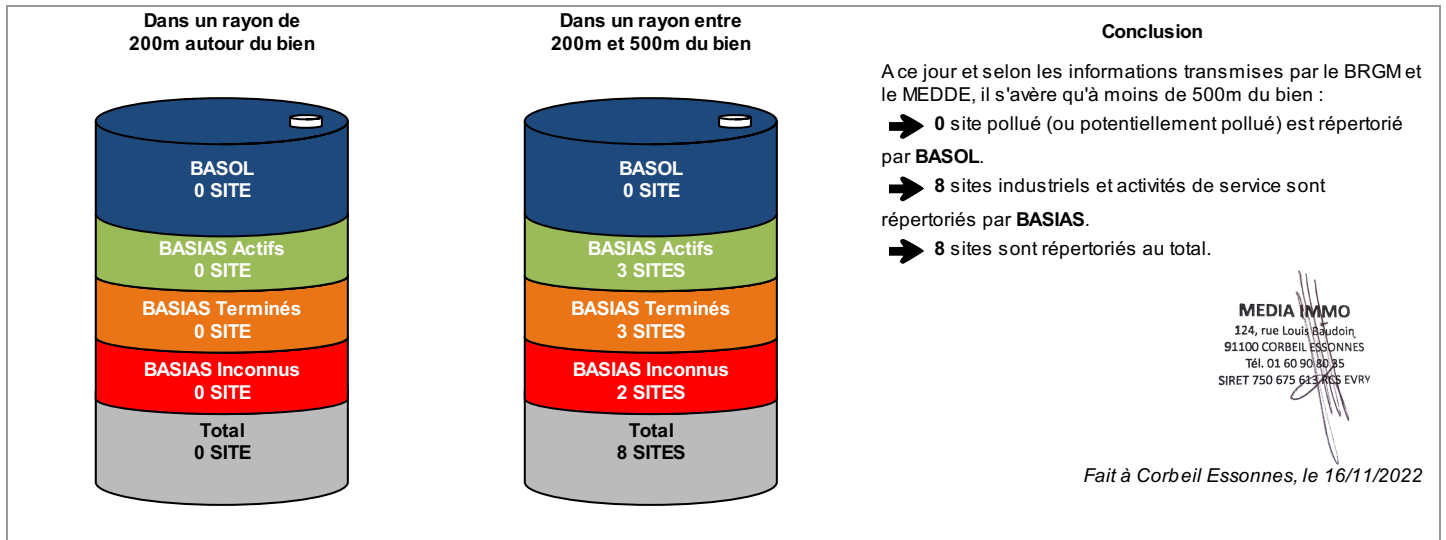 Dans un rayon de
200m autour du bien
BASOL
0 SITE
BASIAS Actifs
0 SITE
BASIAS Terminés
0 SITE
BASIAS Inconnus
0 SITE
Total
0 SITE
Dans un rayon entre
200m et 500m du bien
BASOL
0 SITE
BASIAS Actifs
3 SITES
BASIAS Terminés
3 SITES
BASIAS Inconnus
2 SITES
Total
8 SITES
Conclusion
A ce jour et selon les informations transmises par le BRGM et
le MEDDE, il s'avère qu'à moins de 500m du bien :
0 site pollué (ou potentiellement pollué) est répertorié
par BASOL.
8 sites industriels et activités de service sont
répertoriés par BASIAS.
8 sites sont répertoriés au total.
MEDIA IMMO
124, rue Louis Baudoin
91100 CORBEIL ESSONNES
Tél. 01 60 90 80 85
SIRET 750 675 613 RCS EVRY
Fait à Corbeil Essonnes, le 16/11/2022